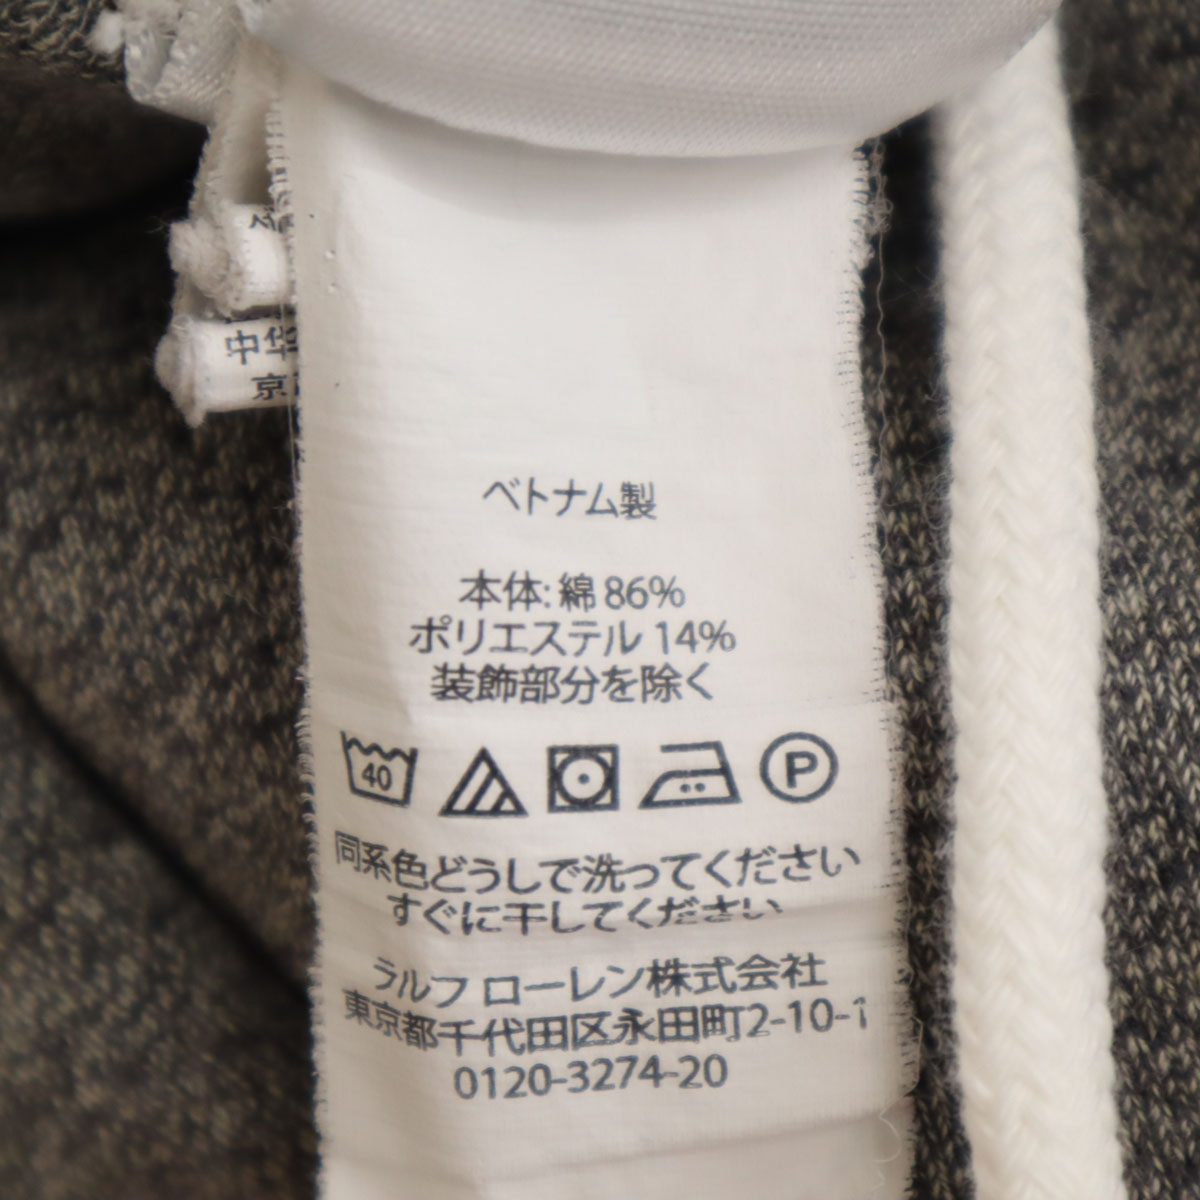 中华
京
ベトナム製
本体: 綿 86%
ポリエステル 14%
装飾部分を除く
40
P
同系色どうしで洗ってください
すぐに干してください
ラルフ ローレン株式会社
東京都千代田区永田町2-10-1
0120-3274-20